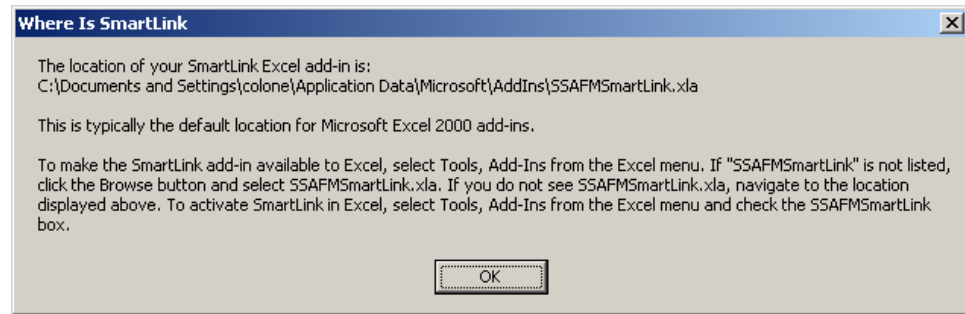 Where Is SmartLink
The location of your SmartLink Excel add-in is:
C:\Documents and Settings\colone\Application Data\Microsoft\AddIns\SSAFMSmartLink.xla
This is typically the default location for Microsoft Excel 2000 add-ins.
To make the SmartLink add-in available to Excel, select Tools, Add-Ins from the Excel menu. If "SSAFMSmartLink" is not listed,
click the Browse button and select SSAFMSmartLink.xla. If you do not see SSAFMSmartLink.xla, navigate to the location
displayed above. To activate SmartLink in Excel, select Tools, Add-Ins from the Excel menu and check the SSAFMSmartLink
box.
OK